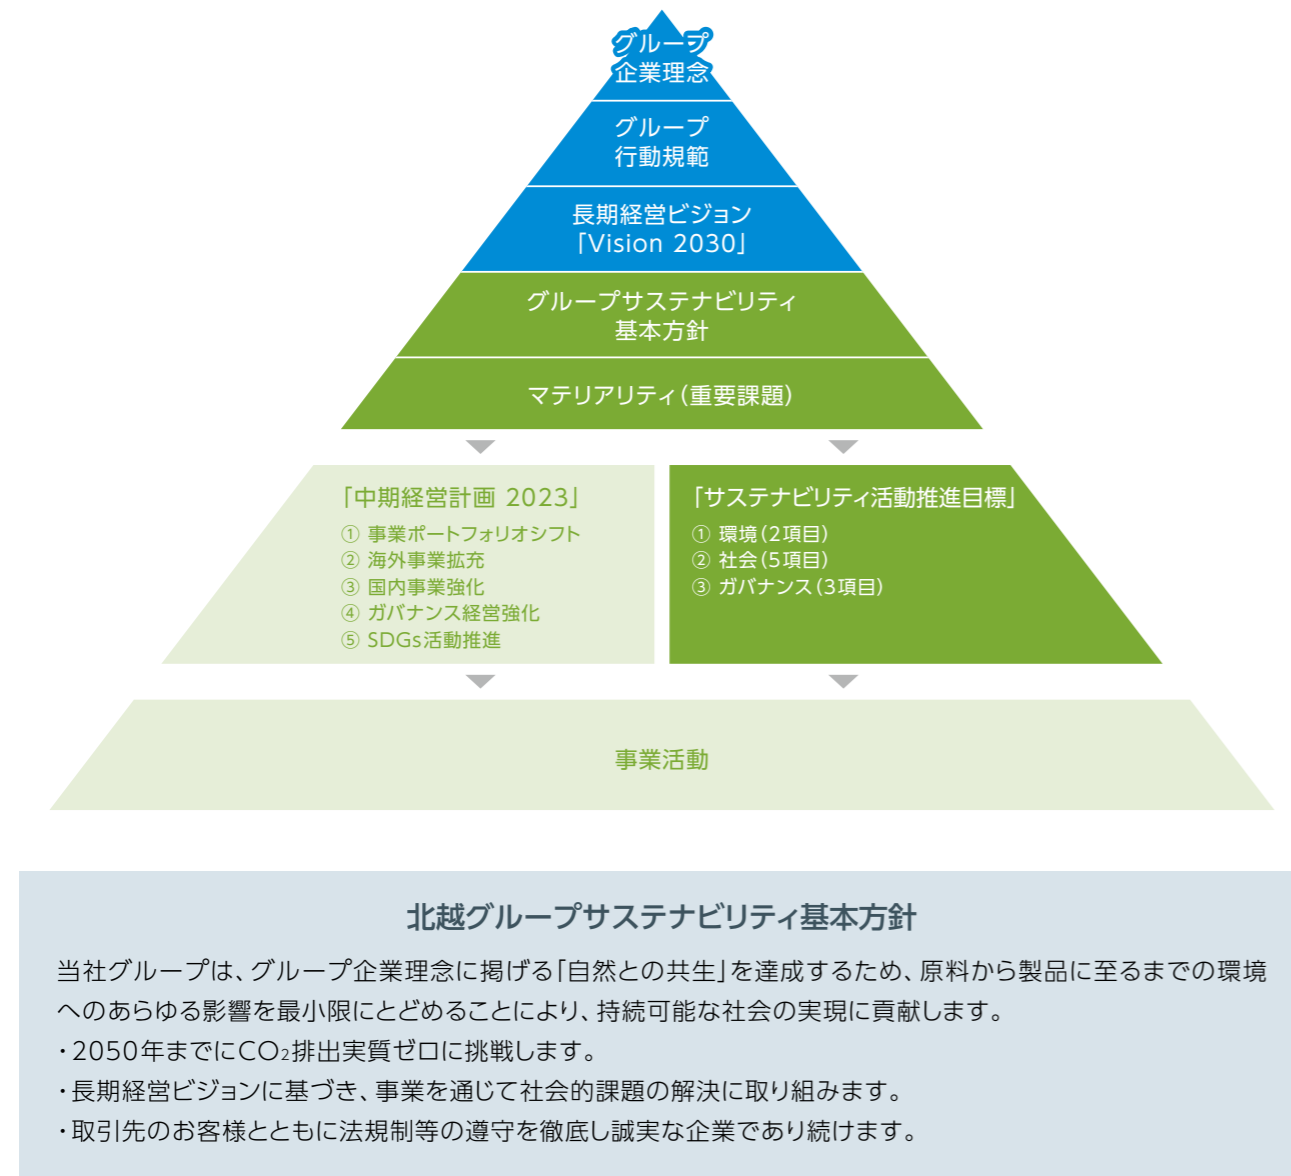 グループ
企業理念
グループ
行動規範
長期経営ビジョン
「Vision 2030」
グループサステナビリティ
基本方針
マテリアリティ(重要課題)
「中期経営計画 2023」
① 事業ポートフォリオシフト
② 海外事業拡充
③ 国内事業強化
④ ガバナンス経営強化
⑤ SDGs活動推進
「サステナビリティ活動推進目標」
① 環境(2項目)
② 社会(5項目)
③ ガバナンス(3項目)
事業活動
北越グループサステナビリティ基本方針
当社グループは、グループ企業理念に掲げる「自然との共生」を達成するため、原料から製品に至るまでの環境
へのあらゆる影響を最小限にとどめることにより、持続可能な社会の実現に貢献します。
・2050年までにCO₂排出実質ゼロに挑戦します。
・長期経営ビジョンに基づき、事業を通じて社会的課題の解決に取り組みます。
・取引先のお客様とともに法規制等の遵守を徹底し誠実な企業であり続けます。